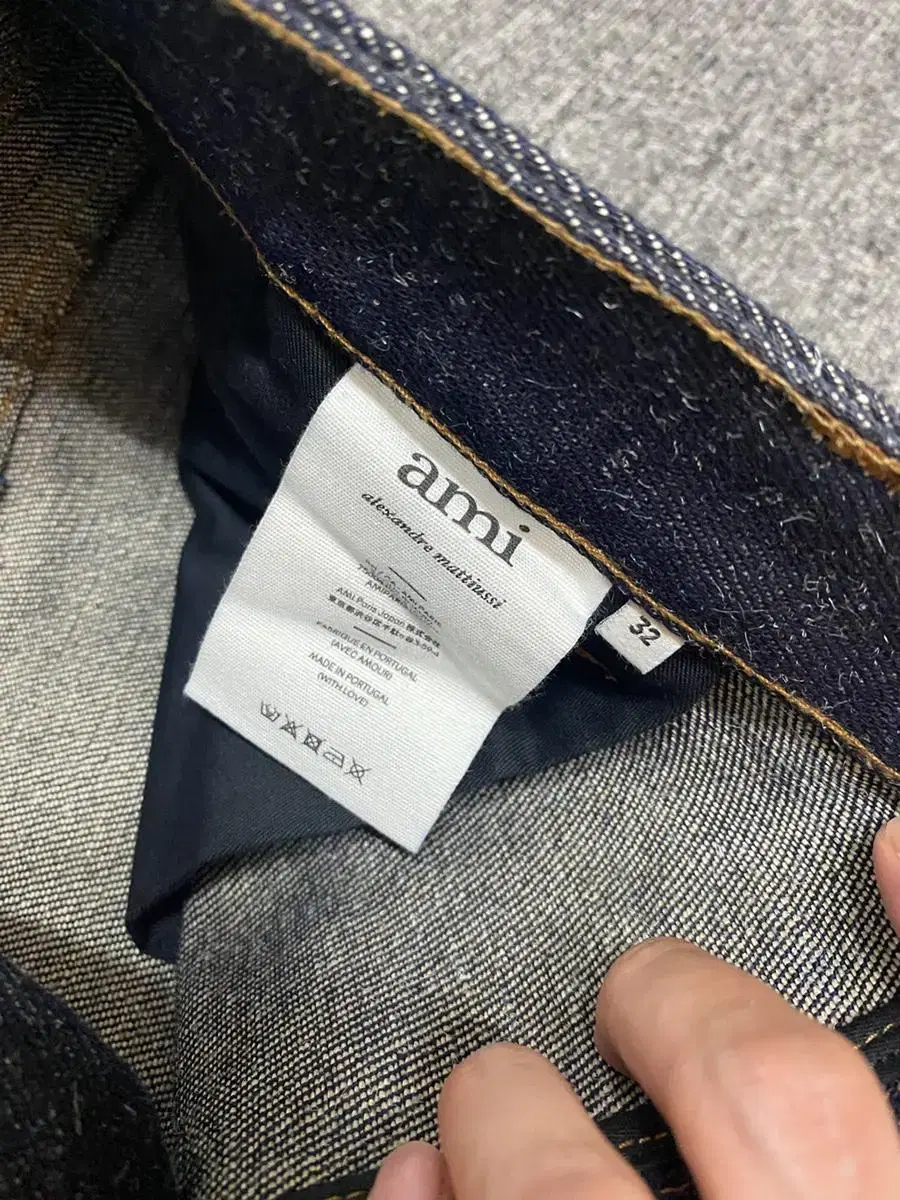 ami
alexandre mattiussi
AMI Paris Japan 株式会社
FABRIQUÉ EN PORTUGAL
(AVEC AMOUR)
MADE IN PORTUGAL
(WITH LOVE)
32